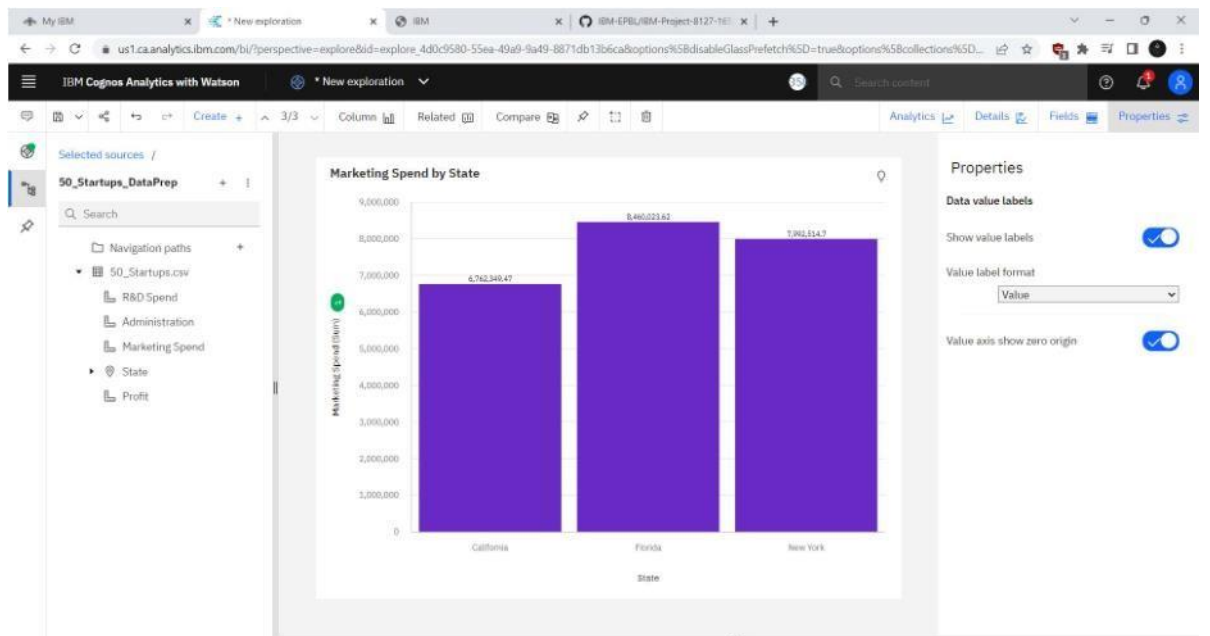 My IBM
* New exploration
IBM
IBM-EPBL/IBM-Project-8127-161
us1.ca.analytics.ibm.com/bi/?perspective=explore&id=explore_4d0c9580-55ea-49a9-9a49-8871db13b6ca&options%5BdisableGlassPrefetch%5D=true&options%5Bcollections%5D...
IBM Cognos Analytics with Watson
* New exploration
Search content
Create +
3/3
Column
Related
Compare
Analytics
Details
Fields
Properties
Selected sources /
50_Startups_DataPrep
Search
Navigation paths
50_Startups.csv
R&D Spend
Administration
Marketing Spend
State
Profit
Marketing Spend by State
9,000,000
8,000,000
7,000,000
6,000,000
5,000,000
4,000,000
3,000,000
2,000,000
1,000,000
0
Marketing Spend (Sum)
6,762,349.47
8,460,023.62
7,992,514.7
California
Florida
New York
State
Properties
Data value labels
Show value labels
Value label format
Value
Value axis show zero origin